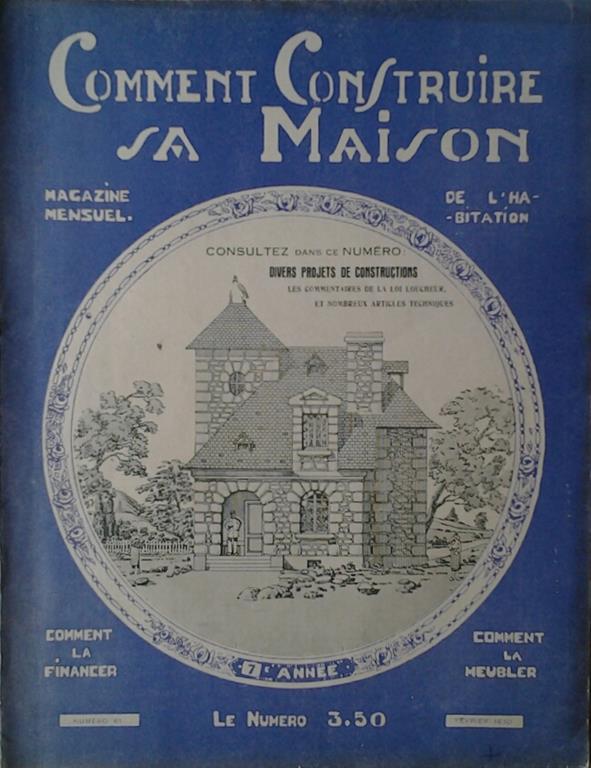 COMMENT CONSTRUIRE
SA MAISON
MAGAZINE
MENSUEL.
DE L'HA-
-BITATION
CONSULTEZ DANS CE NUMÉRO:
DIVERS PROJETS DE CONSTRUCTIONS
LES COMMENTAIRES DE LA LOI LOUCHEUR,
ET NOMBREUX ARTICLES TECHNIQUES
COMMENT
LA
FINANCER
COMMENT
LA
MEUBLER
7E ANNÉE
NUMÉRO
LE NUMERO 3.50
FÉVRIER